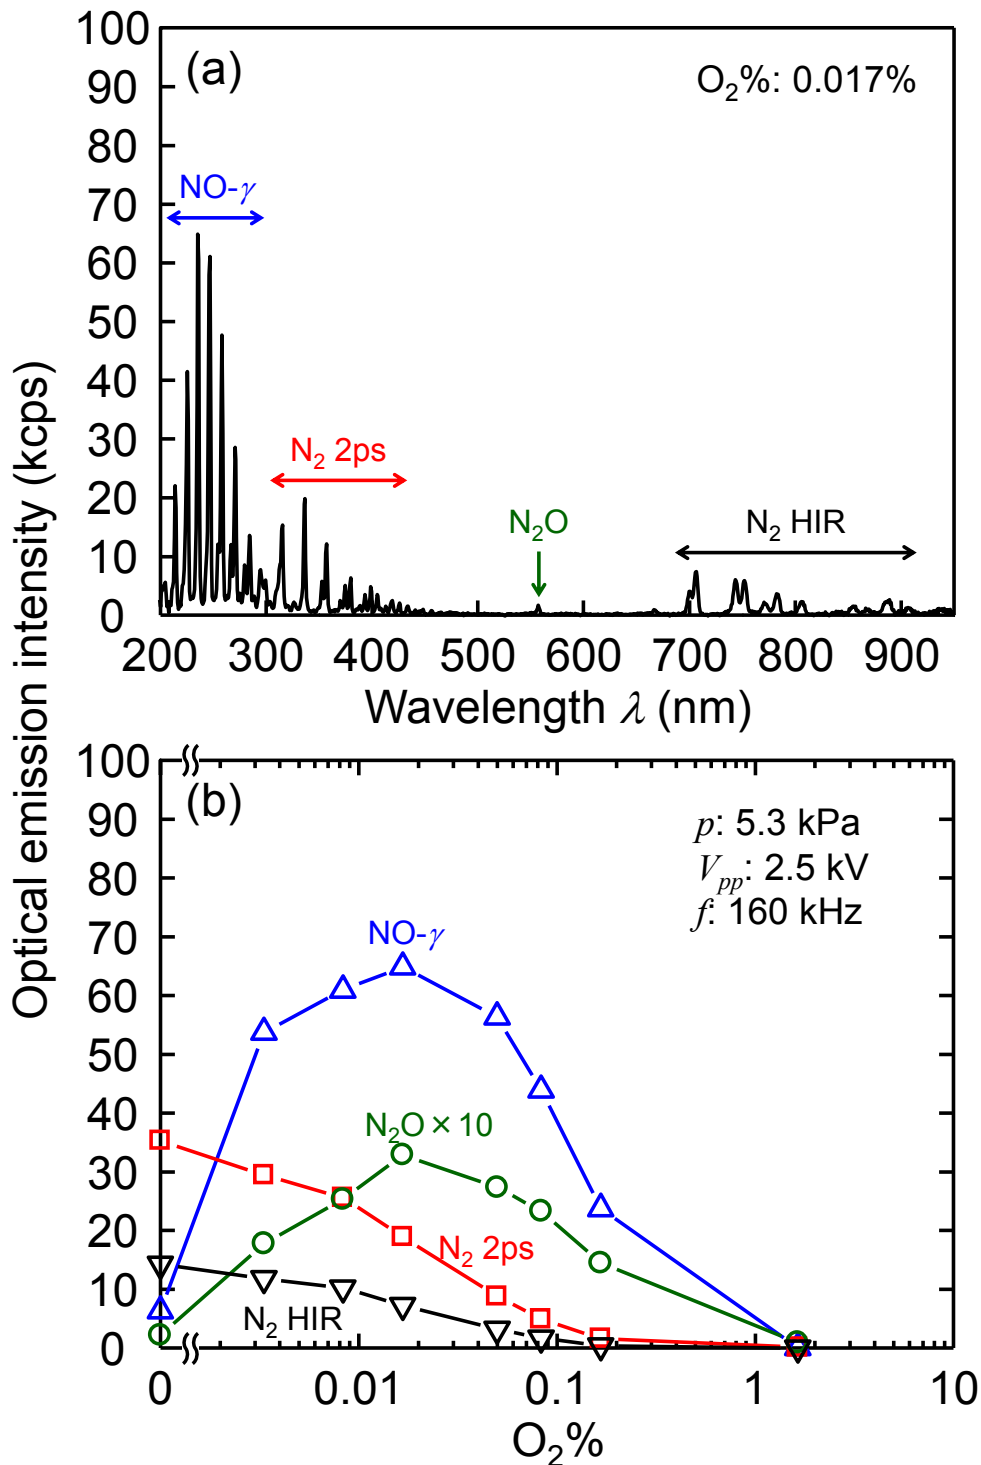 Optical emission intensity (kcps)
(a)
O₂%: 0.017%
100
90
80
70
60
50
40
30
20
10
0
NO-γ
N₂ 2ps
N₂O
N₂ HIR
200 300 400 500 600 700 800 900
Wavelength λ (nm)
(b)
p: 5.3 kPa
Vpp: 2.5 kV
f: 160 kHz
100
90
80
70
60
50
40
30
20
10
0
NO-γ
N₂O × 10
N₂ 2ps
N₂ HIR
0 0.01 0.1 1 10
O₂%